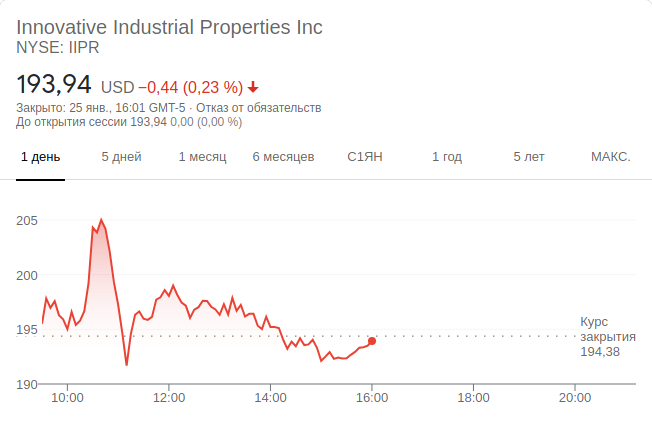 Innovative Industrial Properties Inc
NYSE: IIPR
193,94 USD −0,44 (0,23 %)
Закрыто: 25 янв., 16:01 GMT-5 · Отказ от обязательств
До открытия сессии 193,94 0,00 (0,00 %)
1 день 5 дней 1 месяц 6 месяцев С1ЯН 1 год 5 лет МАКС.
205
200
195
190
Курс
закрытия
194,38
10:00 12:00 14:00 16:00 18:00 20:00